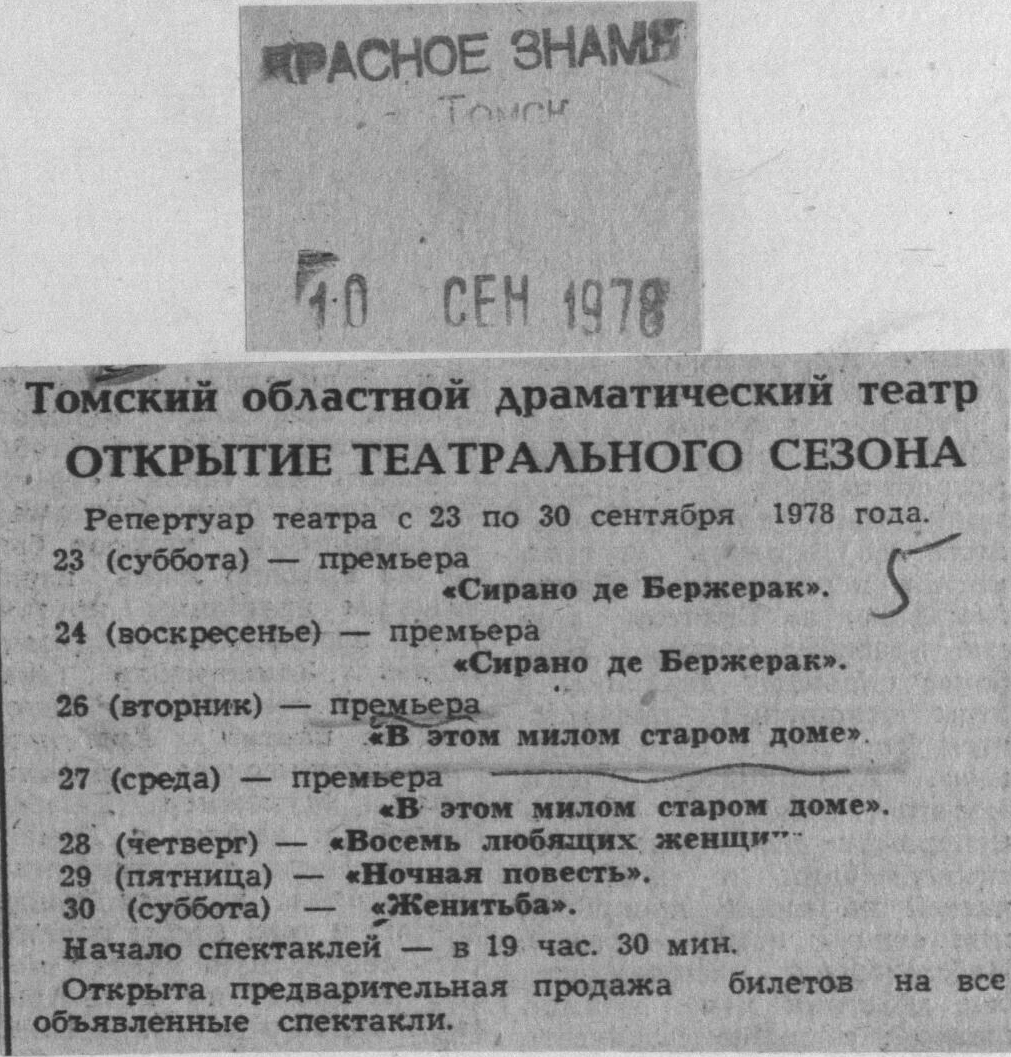 КРАСНОЕ ЗНАМЯ
Томск
10 СЕН 1978
Томский областной драматический театр
ОТКРЫТИЕ ТЕАТРАЛЬНОГО СЕЗОНА
Репертуар театра с 23 по 30 сентября 1978 года.
23 (суббота) — премьера
«Сирано де Бержерак».
24 (воскресенье) — премьера
«Сирано де Бержерак».
26 (вторник) — премьера
«В этом милом старом доме».
27 (среда) — премьера
«В этом милом старом доме».
28 (четверг) — «Восемь любящих женщин»
29 (пятница) — «Ночная повесть».
30 (суббота) — «Женитьба».
Начало спектаклей — в 19 час. 30 мин.
Открыта предварительная продажа билетов на все
объявленные спектакли.